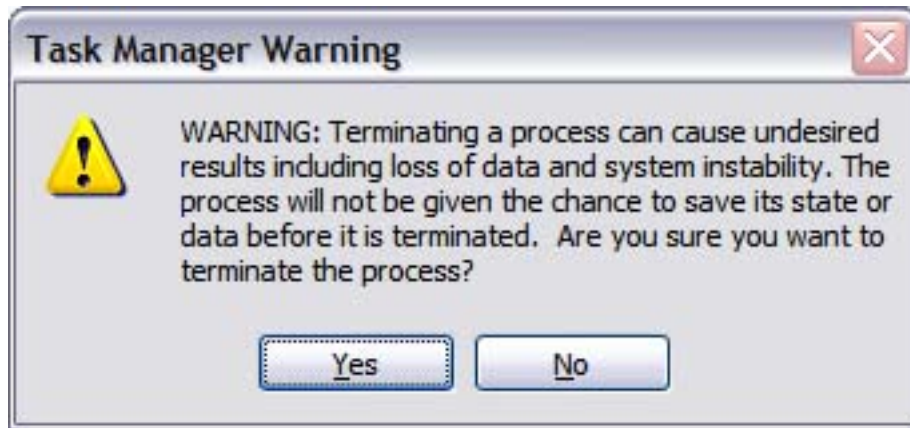 Task Manager Warning
WARNING: Terminating a process can cause undesired
results including loss of data and system instability. The
process will not be given the chance to save its state or
data before it is terminated.  Are you sure you want to
terminate the process?
Yes
No